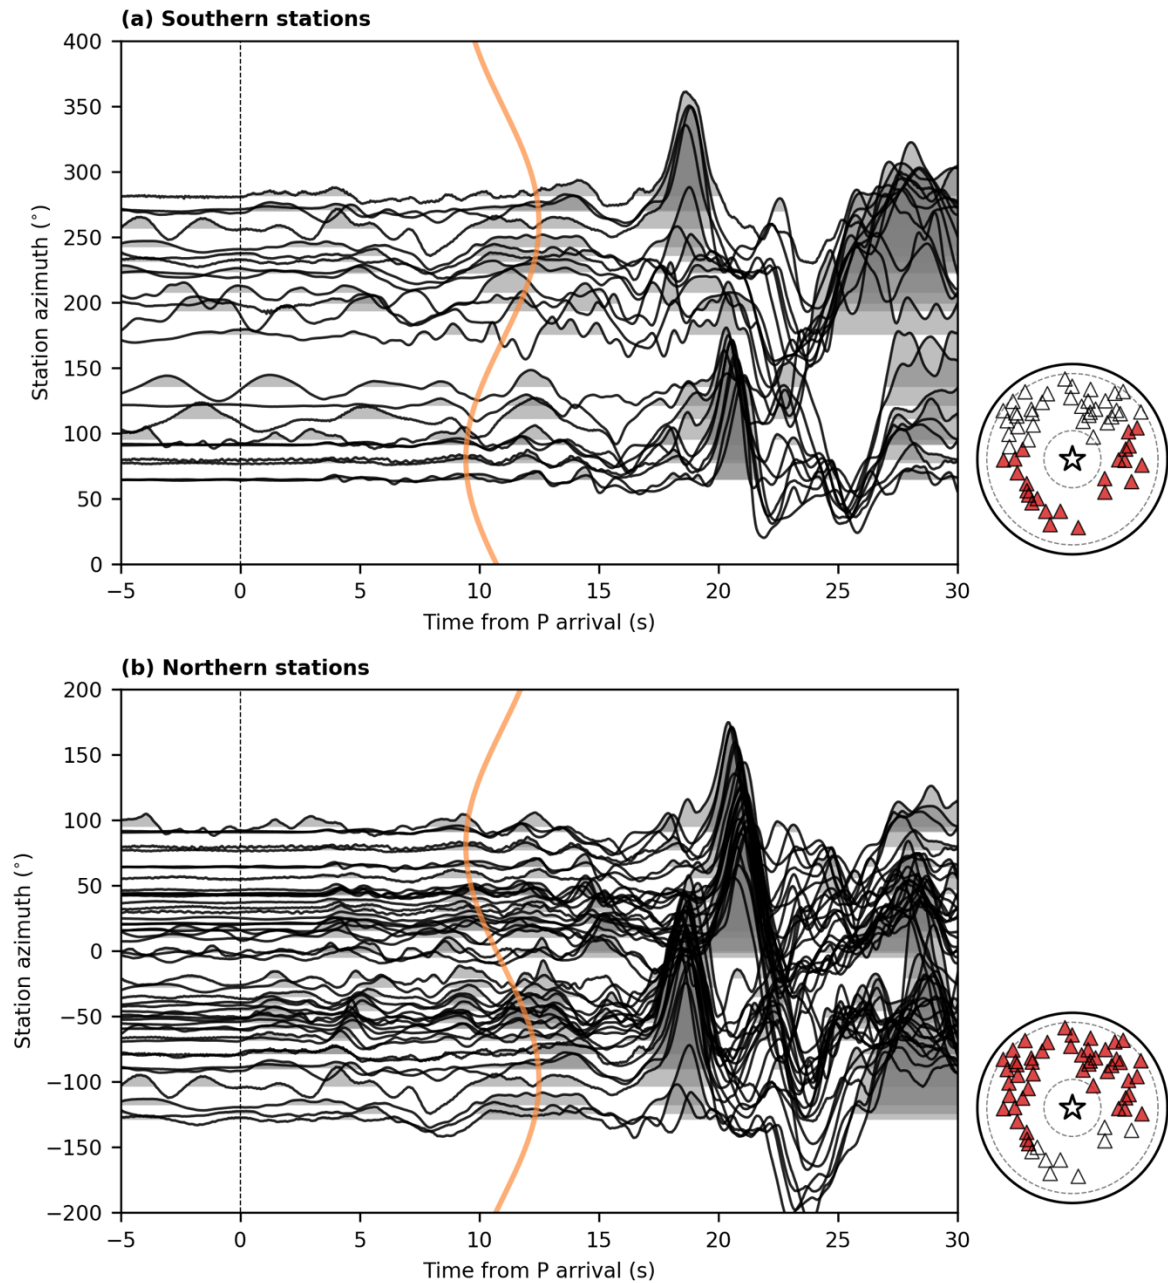 (a) Southern stations
400
350
300
250
200
150
100
50
0
Station azimuth (°)
−5 0 5 10 15 20 25 30
Time from P arrival (s)
(b) Northern stations
200
150
100
50
0
−50
−100
−150
−200
Station azimuth (°)
−5 0 5 10 15 20 25 30
Time from P arrival (s)